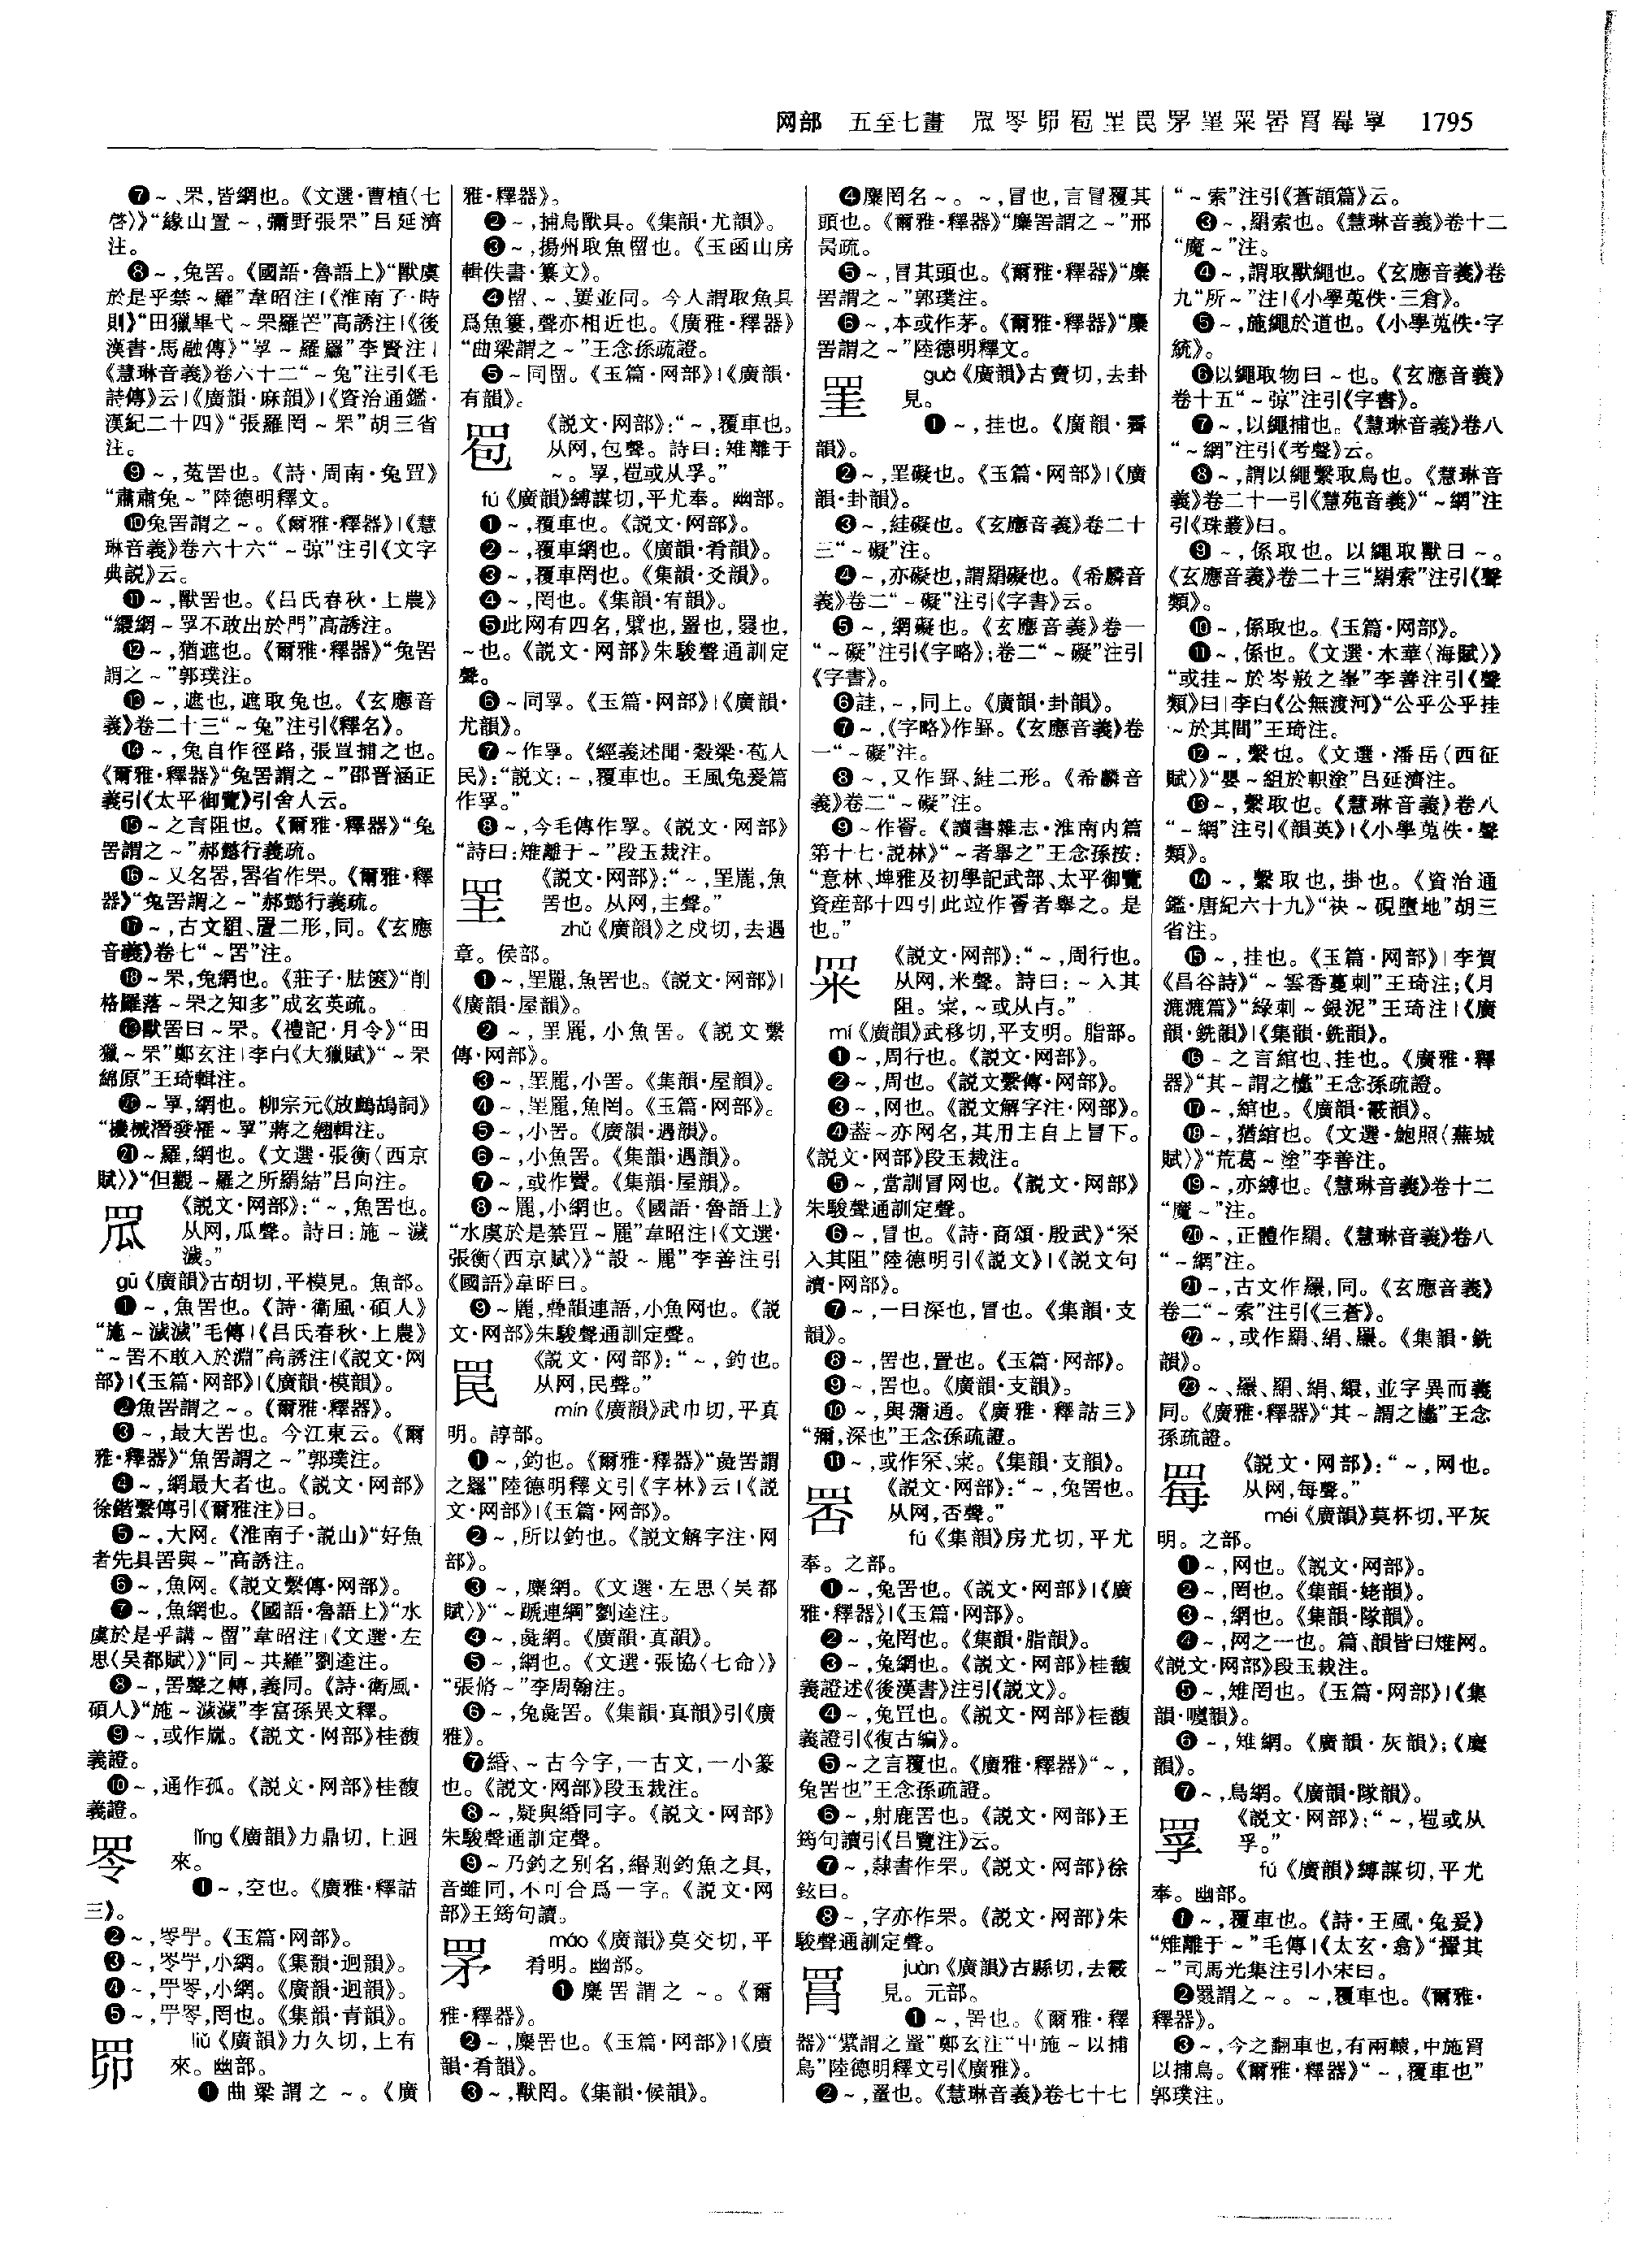 网部　五至七畫　罛笭罶罦罜罠罞罣罙罘罥罞罦　1795
❼～、罘,皆網也。《文選·曹植〈七
啓〉》“緣山置～,彌野張罘”呂延濟
注。
❽～,兔罟。《國語·魯語上》“獸虞
於是乎禁～羅”韋昭注|《淮南子·時
則》“田獵畢弋～罘羅芒”高誘注|《後
漢書·馬融傳》“罦～羅羉”李賢注|
《慧琳音義》卷六十二“～兔”注引《毛
詩傳》云|《廣韻·麻韻》|《資治通鑑·
漢紀二十四》“張羅罔～罘”胡三省
注。
❾～,菟罟也。《詩·周南·兔罝》
“肅肅兔～”陸德明釋文。
❿兔罟謂之～。《爾雅·釋器》|《慧
琳音義》卷六十六“～弶”注引《文字
典説》云。
⓫～,獸罟也。《呂氏春秋·上農》
“繯網～罦不敢出於門”高誘注。
⓬～,猶遮也。《爾雅·釋器》“兔罟
謂之～”郭璞注。
⓭～,遮也,遮取兔也。《玄應音
義》卷二十三“～兔”注引《釋名》。
⓮～,兔自作徑路,張罝捕之也。
《爾雅·釋器》“兔罟謂之～”邵晉涵正
義引《太平御覽》引舍人云。
⓯～之言阻也。《爾雅·釋器》“兔
罟謂之～”郝懿行義疏。
⓰～又名罟,罟省作罘。《爾雅·釋
器》“兔罟謂之～”郝懿行義疏。
⓱～,古文罝、罝二形,同。《玄應
音義》卷七“～罟”注。
⓲～罘,兔網也。《莊子·胠篋》“削
格羅落～罘之知多”成玄英疏。
⓳獸罟曰～罘。《禮記·月令》“田
獵～罘”鄭玄注|李白《大獵賦》“～罘
綿原”王琦輯注。
⓴～罼,網也。柳宗元《放鷓鴣詞》
“機械潛發罹～罼”蔣之翹輯注。
㉑～羅,網也。《文選·張衡〈西京
賦〉》“但觀～羅之所羂結”呂向注。
罛
《説文·网部》:“～,魚罟也。
从网,瓜聲。詩曰:施～濊
濊。”
gū《廣韻》古胡切,平模見。魚部。
❶～,魚罟也。《詩·衛風·碩人》
“施～濊濊”毛傳|《呂氏春秋·上農》
“～罟不敢入於淵”高誘注|《説文·网
部》|《玉篇·网部》|《廣韻·模韻》。
❷魚罟謂之～。《爾雅·釋器》。
❸～,最大罟也。今江東云。《爾
雅·釋器》“魚罟謂之～”郭璞注。
❹～,網最大者也。《説文·网部》
徐鍇繫傳引《爾雅注》曰。
❺～,大网。《淮南子·説山》“好魚
者先具罟與～”高誘注。
❻～,魚网。《説文繫傳·网部》。
❼～,魚網也。《國語·魯語上》“水
虞於是乎講～罶”韋昭注|《文選·左
思〈吳都賦〉》“同～共羅”劉逵注。
❽～,罟聲之轉,義同。《詩·衛風·
碩人》“施～濊濊”李富孫異文釋。
❾～,或作罛。《説文·网部》桂馥
義證。
❿～,通作孤。《説文·网部》桂馥
義證。
lǐng《廣韻》力鼎切,上迥
來。
❶～,空也。《廣雅·釋詁
三》。
❷～,罜。《玉篇·网部》。
❸～,小網。《集韻·迥韻》。
❹～,小網。《廣韻·迥韻》。
❺～,罔也。《集韻·青韻》。
liǔ《廣韻》力久切,上有
來。幽部。
❶曲梁謂之～。《廣
雅·釋器》。
❷～,捕鳥獸具。《集韻·尤韻》。
❸～,揚州取魚罶也。《玉函山房
輯佚書·纂文》。
❹罶、～、䍡並同。今人謂取魚具
爲魚簍,聲亦相近也。《廣雅·釋器》
“曲梁謂之～”王念孫疏證。
❺～同罶。《玉篇·网部》|《廣韻·
有韻》。
《説文·网部》:“～,覆車也。
从网,包聲。詩曰:雉離于
～。罦,雹或从孚。”
fú《廣韻》縛謀切,平尤奉。幽部。
❶～,覆車也。《説文·网部》。
❷～,覆車網也。《廣韻·肴韻》。
❸～,覆車罔也。《集韻·爻韻》。
❹～,罔也。《集韻·有韻》。
❺此网有四名,繴也,罿也,罬也,
～也。《説文·网部》朱駿聲通訓定
聲。
❻～同罦。《玉篇·网部》|《廣韻·
尤韻》。
❼～作罦。《經義述聞·穀梁·苞人
民》:“説文:～,覆車也。王風兔爰篇
作罦。”
❽～,今毛傳作罦。《説文·网部》
“詩曰:雉離于～”段玉裁注。
罜
《説文·网部》:“～,罜麗,魚
罟也。从网,主聲。”
zhǔ《廣韻》之戍切,去遇
章。侯部。
❶～,罜麗,魚罟也。《説文·网部》|
《廣韻·屋韻》。
❷～,罜麗,小魚罟。《説文繫
傳·网部》。
❸～,罜麗,小罟。《集韻·屋韻》。
❹～,罜麗,魚罔。《玉篇·网部》。
❺～,小罟。《廣韻·遇韻》。
❻～,小魚罟。《集韻·遇韻》。
❼～,或作䍡。《集韻·屋韻》。
❽～麗,小網也。《國語·魯語上》
“水虞於是禁罝～麗”韋昭注|《文選·
張衡〈西京賦〉》“設～麗”李善注引
《國語》韋昭曰。
❾～麗,疊韻連語,小魚网也。《説
文·网部》朱駿聲通訓定聲。
罠
《説文·网部》:“～,釣也。
从网,民聲。”
mín《廣韻》武巾切,平真
明。諄部。
❶～,釣也。《爾雅·釋器》“彘罟謂
之羉”陸德明釋文引《字林》云|《説
文·网部》|《玉篇·网部》。
❷～,所以釣也。《説文解字注·网
部》。
❸～,麋網。《文選·左思〈吳都
賦〉》“～蹏連網”劉逵注。
❹～,彘網。《廣韻·真韻》。
❺～,網也。《文選·張協〈七命〉》
“張脩～”李周翰注。
❻～,兔彘罟。《集韻·真韻》引《廣
雅》。
❼緡、～古今字,一古文,一小篆
也。《説文·网部》段玉裁注。
❽～,疑與緡同字。《説文·网部》
朱駿聲通訓定聲。
❾～乃釣之别名,緡則釣魚之具,
音雖同,不可合爲一字。《説文·网
部》王筠句讀。
罞
máo《廣韻》莫交切,平
肴明。幽部。
❶麋罟謂之～。《爾
雅·釋器》。
❷～,麋罟也。《玉篇·网部》|《廣
韻·肴韻》。
❸～,獸罔。《集韻·候韻》。
❹麋罔名～。～,冒也,言冒覆其
頭也。《爾雅·釋器》“麋罟謂之～”邢
昺疏。
❺～,冒其頭也。《爾雅·釋器》“麋
罟謂之～”郭璞注。
❻～,本或作茅。《爾雅·釋器》“麋
罟謂之～”陸德明釋文。
罣
guà《廣韻》古賣切,去卦
見。
❶～,挂也。《廣韻·霽
韻》。
❷～,罣礙也。《玉篇·网部》|《廣
韻·卦韻》。
❸～,絓礙也。《玄應音義》卷二十
三“～礙”注。
❹～,亦礙也,謂羂礙也。《希麟音
義》卷二“～礙”注引《字書》云。
❺～,網礙也。《玄應音義》卷一
“～礙”注引《字略》;卷二“～礙”注引
《字書》。
❻詿,～,同上。《廣韻·卦韻》。
❼～,《字略》作罫。《玄應音義》卷
一“～礙”注。
❽～,又作罫、絓二形。《希麟音
義》卷二“～礙”注。
❾～作罾。《讀書雜志·淮南内篇
第十七·説林》“～者舉之”王念孫按:
“意林、埤雅及初學記武部、太平御覽
資産部十四引此竝作罾者舉之。是
也。”
《説文·网部》:“～,周行也。
从网,米聲。詩曰:～入其
阻。～或从𣦵。”
mí《廣韻》武移切,平支明。脂部。
❶～,周行也。《説文·网部》。
❷～,周也。《説文繫傳·网部》。
❸～,网也。《説文解字注·网部》。
❹葢～亦网名,其用主自上冒下。
《説文·网部》段玉裁注。
❺～,當訓冒网也。《説文·网部》
朱駿聲通訓定聲。
❻～,冒也。《詩·商頌·殷武》“罙
入其阻”陸德明引《説文》|《説文句
讀·网部》。
❼～,一曰深也,冒也。《集韻·支
韻》。
❽～,罟也,置也。《玉篇·网部》。
❾～,罟也。《廣韻·支韻》。
❿～,與彌通。《廣雅·釋詁三》
“彌,深也”王念孫疏證。
⓫～,或作罙、冞。《集韻·支韻》。
《説文·网部》:“～,兔罟也。
从网,否聲。”
fú《集韻》房尤切,平尤
奉。之部。
❶～,兔罟也。《説文·网部》|《廣
雅·釋器》|《玉篇·网部》。
❷～,兔罔也。《集韻·脂韻》。
❸～,兔網也。《説文·网部》桂馥
義證述《後漢書》注引《説文》。
❹～,兔罝也。《説文·网部》桂馥
義證引《復古編》。
❺～之言覆也。《廣雅·釋器》“～,
兔罟也”王念孫疏證。
❻～,射鹿罟也。《説文·网部》王
筠句讀引《呂覽注》云。
❼～,隸書作罘。《説文·网部》徐
鉉曰。
❽～,字亦作罘。《説文·网部》朱
駿聲通訓定聲。
罥
juàn《廣韻》古縣切,去霰
見。元部。
❶～,罟也。《爾雅·釋
器》“繴謂之罿”鄭玄注“中施～以捕
鳥”陸德明釋文引《廣雅》。
❷～,罿也。《慧琳音義》卷七十七
“～索”注引《蒼頡篇》云。
❸～,羂索也。《慧琳音義》卷十二
“魔～”注。
❹～,謂取獸繩也。《玄應音義》卷
九“所～”注|《小學蒐佚·三倉》。
❺～,施繩於道也。《小學蒐佚·字
統》。
❻以繩取物曰～也。《玄應音義》
卷十五“～弶”注引《字書》。
❼～,以繩捕也。《慧琳音義》卷八
“～網”注引《考聲》云。
❽～,謂以繩繫取鳥也。《慧琳音
義》卷二十一引《慧苑音義》“～網”注
引《珠叢》曰。
❾～,係取也。以繩取獸曰～。
《玄應音義》卷二十三“羂索”注引《聲
類》。
❿～,係取也。《玉篇·网部》。
⓫～,係也。《文選·木華〈海賦〉》
“或挂～於岑㟼之峯”李善注引《聲
類》曰|李白《公無渡河》“公乎公乎挂
～於其間”王琦注。
⓬～,繫也。《文選·潘岳〈西征
賦〉》“嬰～組於軹塗”呂延濟注。
⓭～,繫取也。《慧琳音義》卷八
“～網”注引《韻英》|《小學蒐佚·聲
類》。
⓮～,繫取也,掛也。《資治通
鑑·唐紀六十九》“袂～硯墮地”胡三
省注。
⓯～,挂也。《玉篇·网部》|李賀
《昌谷詩》“～雲香蔓刺”王琦注;《月
漉漉篇》“綠刺～銀泥”王琦注|《廣
韻·銑韻》|《集韻·銑韻》。
⓰～之言綰也、挂也。《廣雅·釋
器》“其～謂之㯆”王念孫疏證。
⓱～,綰也。《廣韻·霰韻》。
⓲～,猶綰也。《文選·鮑照〈蕪城
賦〉》“荒葛～塗”李善注。
⓳～,亦縛也。《慧琳音義》卷十二
“魔～”注。
⓴～,正體作羂。《慧琳音義》卷八
“～網”注。
㉑～,古文作羂,同。《玄應音義》
卷二“～索”注引《三蒼》。
㉒～,或作羂、絹、䍻。《集韻·銑
韻》。
㉓～、䍻、羂、絹、繯,並字異而義
同。《廣雅·釋器》“其～謂之㯆”王念
孫疏證。
《説文·网部》:“～,网也。
从网,每聲。”
méi《廣韻》莫杯切,平灰
明。之部。
❶～,网也。《説文·网部》。
❷～,罔也。《集韻·姥韻》。
❸～,網也。《集韻·隊韻》。
❹～,网之一也。篇、韻皆曰雉网。
《説文·网部》段玉裁注。
❺～,雉罔也。《玉篇·网部》|《集
韻·噳韻》。
❻～,雉網。《廣韻·灰韻》;《麌
韻》。
❼～,鳥網。《廣韻·隊韻》。
罦
《説文·网部》:“～,雹或从
孚。”
fú《廣韻》縛謀切,平尤
奉。幽部。
❶～,覆車也。《詩·王風·兔爰》
“雉離于～”毛傳|《太玄·翕》“揮其
～”司馬光集注引小宋曰。
❷罬謂之～。～,覆車也。《爾雅·
釋器》。
❸～,今之翻車也,有兩轅,中施罥
以捕鳥。《爾雅·釋器》“～,覆車也”
郭璞注。